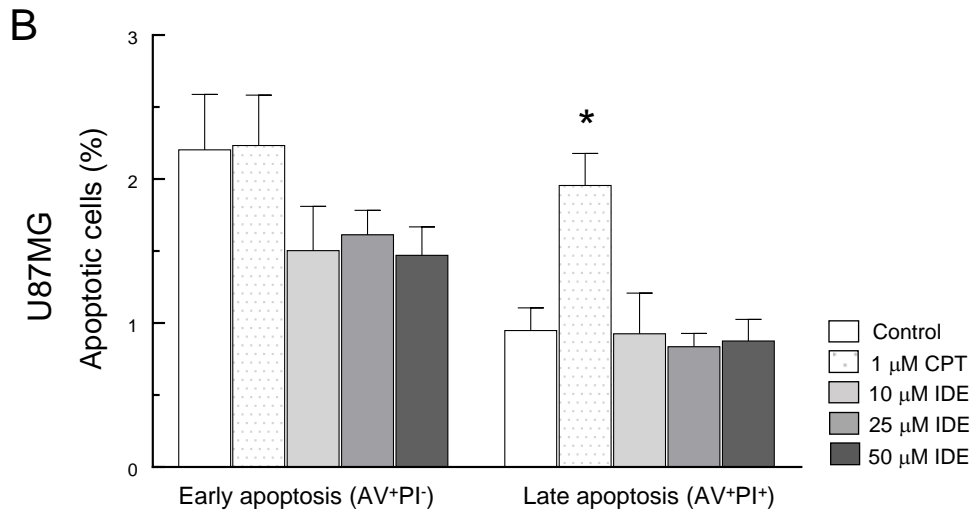 B
U87MG
Apoptotic cells (%)
3
2
1
0
*
Early apoptosis (AV⁺PI⁻)
Late apoptosis (AV⁺PI⁺)
Control
1 μM CPT
10 μM IDE
25 μM IDE
50 μM IDE